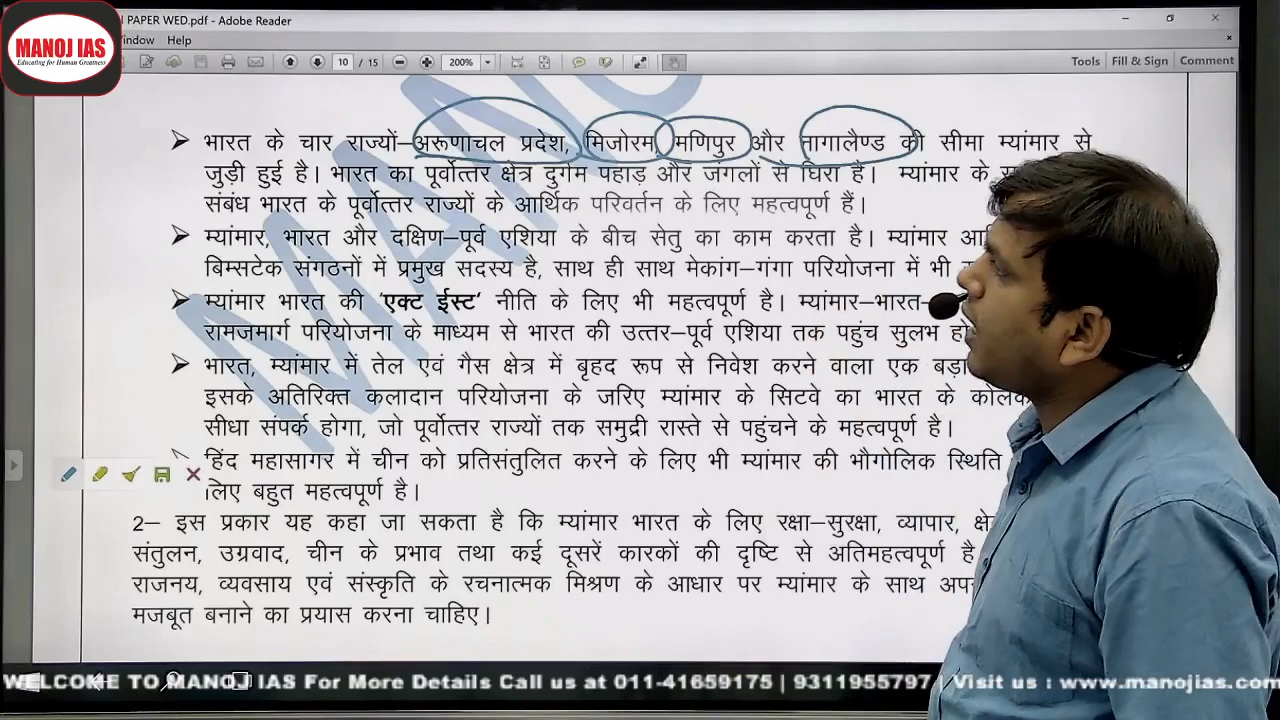 PAPER WED.pdf - Adobe Reader
MANOJ IAS
Educating for Human Greatness
indow Help
10 / 15 200% Tools Fill & Sign Comment
भारत के चार राज्यों–अरूणाचल प्रदेश, मिजोरम, मणिपुर और नागालैण्ड की सीमा म्यांमार से
जुड़ी हुई है। भारत का पूर्वोत्तर क्षेत्र दुर्गम पहाड़ और जंगलों से घिरा है। म्यांमार के
संबंध भारत के पूर्वोत्तर राज्यों के आर्थिक परिवर्तन के लिए महत्वपूर्ण हैं।
म्यांमार, भारत और दक्षिण–पूर्व एशिया के बीच सेतु का काम करता है। म्यांमार
बिम्सटेक संगठनों में प्रमुख सदस्य है, साथ ही साथ मेकांग–गंगा परियोजना में भी
म्यांमार भारत की ‘एक्ट ईस्ट‘ नीति के लिए भी महत्वपूर्ण है। म्यांमार–भारत–
रामजमार्ग परियोजना के माध्यम से भारत की उत्तर–पूर्व एशिया तक पहुंच सुलभ
भारत, म्यांमार में तेल एवं गैस क्षेत्र में बृहद रूप से निवेश करने वाला एक बड़ा
इसके अतिरिक्त कलादान परियोजना के जरिए म्यांमार के सिटवे का भारत के
सीधा संपर्क होगा, जो पूर्वोत्तर राज्यों तक समुद्री रास्ते से पहुंचने के महत्वपूर्ण है।
हिंद महासागर में चीन को प्रतिसंतुलित करने के लिए भी म्यांमार की भौगोलिक स्थिति
लिए बहुत महत्वपूर्ण है।
2– इस प्रकार यह कहा जा सकता है कि म्यांमार भारत के लिए रक्षा–सुरक्षा, व्यापार,
संतुलन, उग्रवाद, चीन के प्रभाव तथा कई दूसरें कारकों की दृष्टि से अतिमहत्वपूर्ण है
राजनय, व्यवसाय एवं संस्कृति के रचनात्मक मिश्रण के आधार पर म्यांमार के साथ
मजबूत बनाने का प्रयास करना चाहिए।
WELCOME TO MANOJ IAS For More Details Call us at 011-41659175 | 9311955797 | Visit us : www.manojias.com